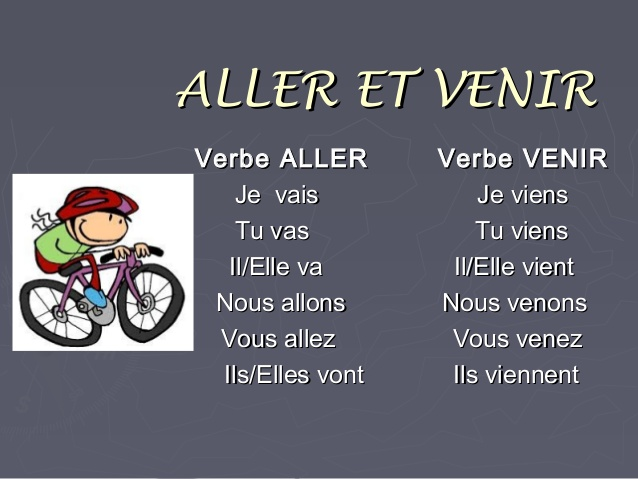 ALLER ET VENIR
Verbe ALLER
Je vais
Tu vas
Il/Elle va
Nous allons
Vous allez
Ils/Elles vont
Verbe VENIR
Je viens
Tu viens
Il/Elle vient
Nous venons
Vous venez
Ils viennent